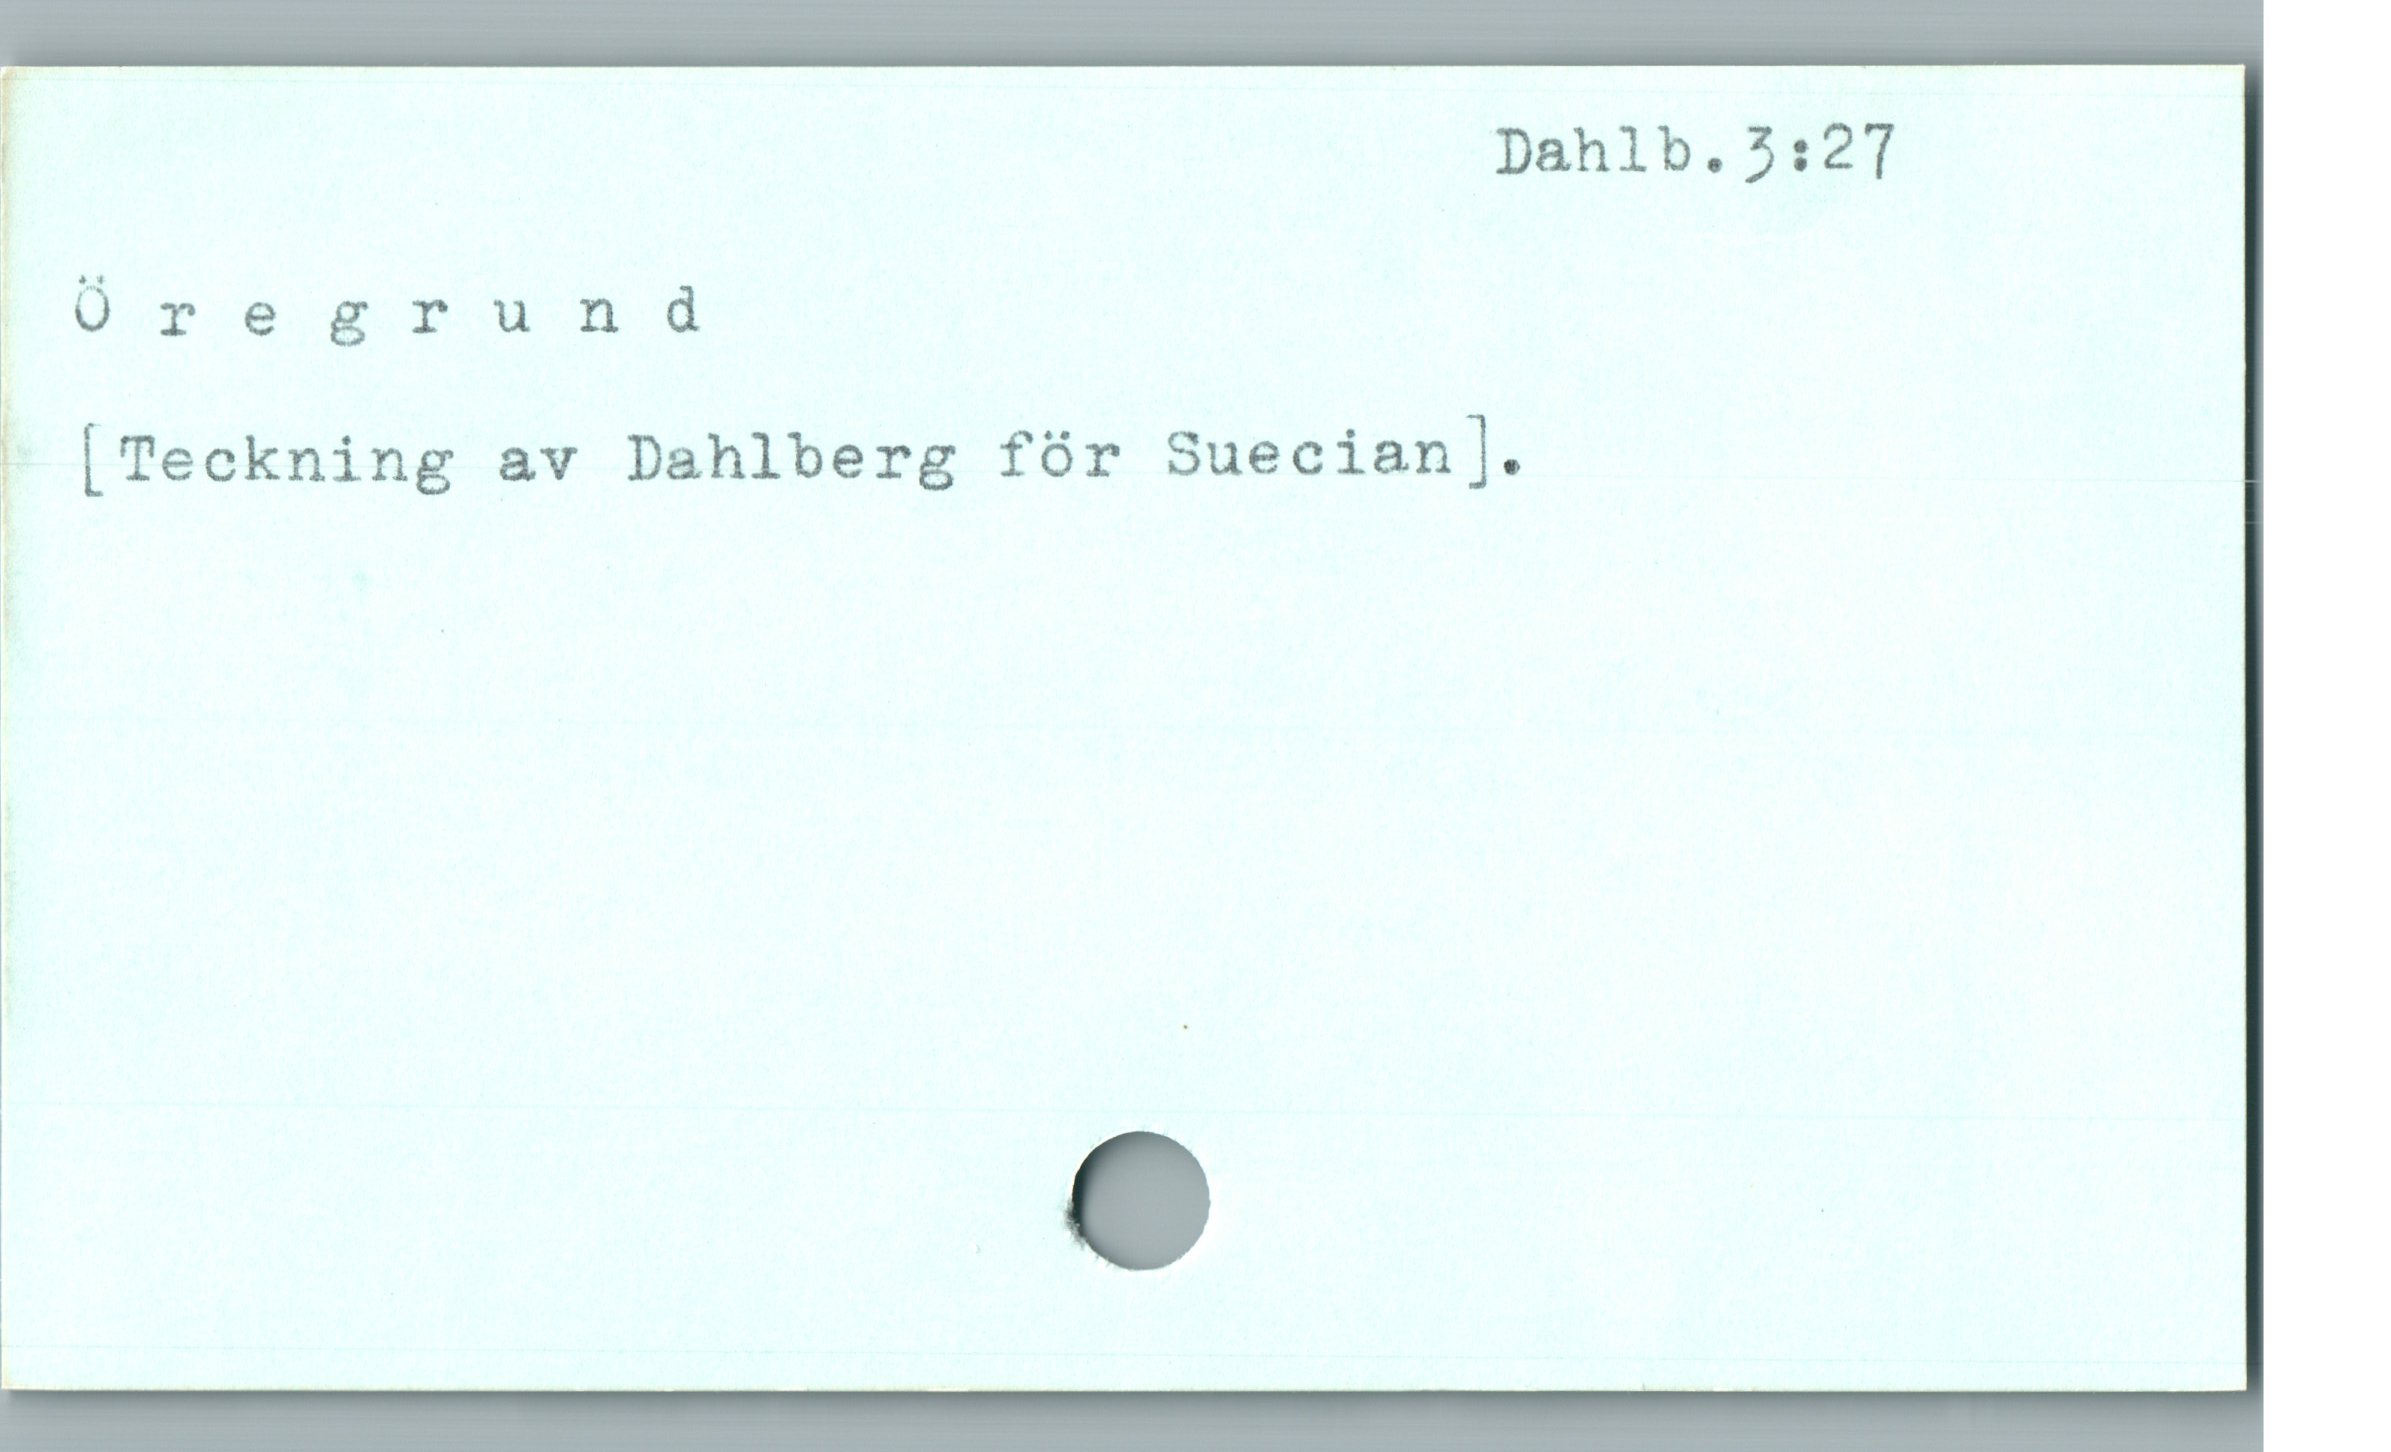 Dahlb.3:27
Ö r e g r u n d
[Teckning av Dahlberg för Suecian].